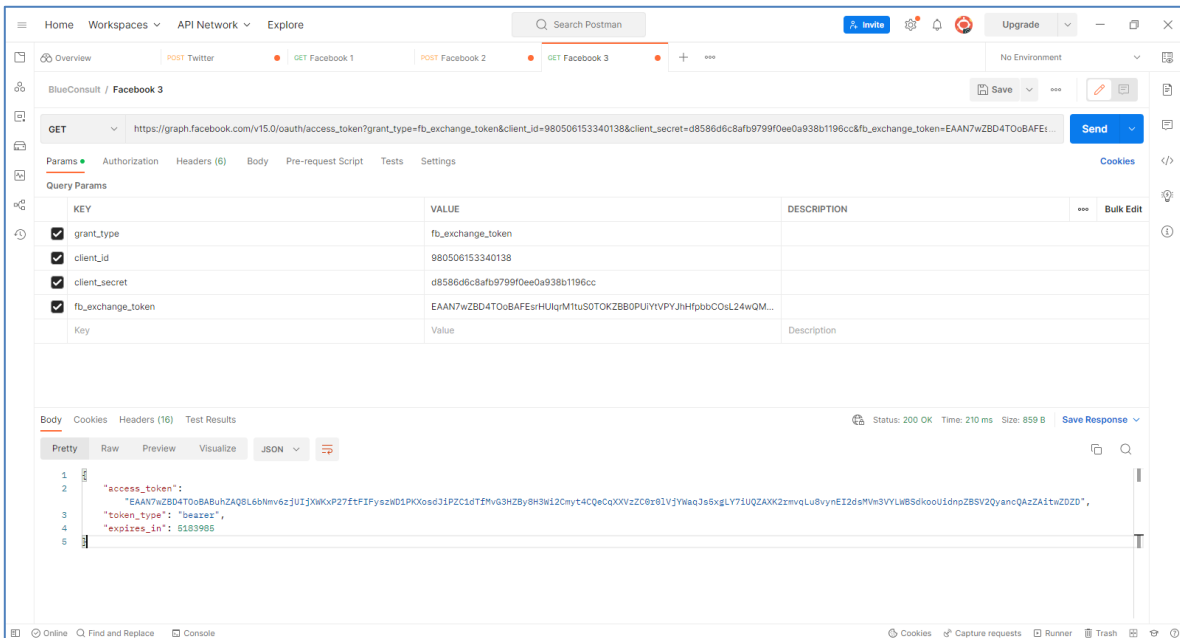 Home Workspaces API Network Explore Search Postman Invite Upgrade
Overview POST Twitter GET Facebook 1 POST Facebook 2 GET Facebook 3 No Environment
BlueConsult / Facebook 3 Save
GET https://graph.facebook.com/v15.0/oauth/access_token?grant_type=fb_exchange_token&client_id=980506153340138&client_secret=d8586d6c8afb9799f0ee0a938b1196cc&fb_exchange_token=EAAN7wZBD4TOoBAFEs... Send
Params Authorization Headers (6) Body Pre-request Script Tests Settings Cookies
Query Params
KEY VALUE DESCRIPTION Bulk Edit
grant_type fb_exchange_token
client_id 980506153340138
client_secret d8586d6c8afb9799f0ee0a938b1196cc
fb_exchange_token EAAN7wZBD4TOoBAFEsrHUIqrM1tuS0TOKZBB0PUiYtVPYJhHfpbbCOsL24wQM...
Key Value Description
Body Cookies Headers (16) Test Results Status: 200 OK Time: 210 ms Size: 859 B Save Response
Pretty Raw Preview Visualize JSON
1 {
2 "access_token":
"EAAN7wZBD4TOoBABuhZAQ8L6bNmv6zjUIjXWKxP27ftFIFyszWD1PKXosdJiPZC1dTfMvG3HZBy8H3Wi2Cmyt4CQeCqXXVzZC0r0lVjYWaqJs5xgLY7iUQZAXK2rmvqLu8vynEI2dsMVm3VYLWBSdkooUidnpZBSV2QyancQAzZAitwZDZD",
3 "token_type": "bearer",
4 "expires_in": 5183985
5 }
Online Find and Replace Console Cookies Capture requests Runner Trash